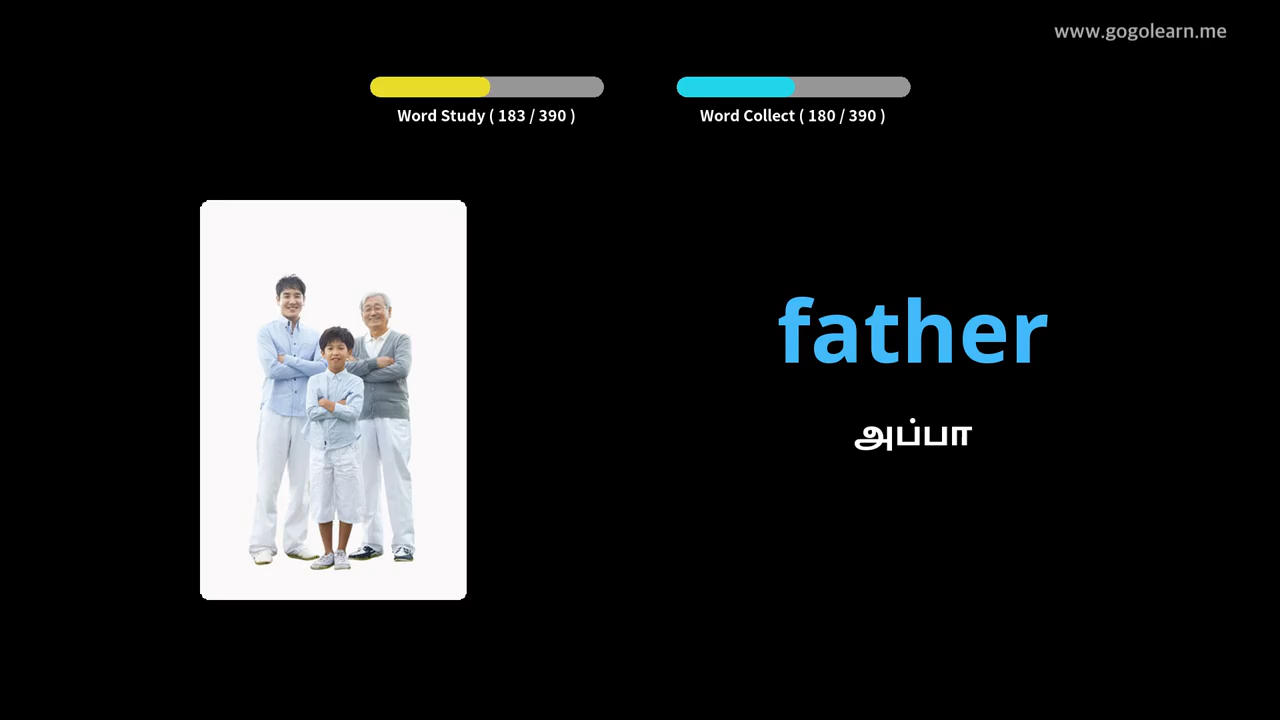 www.gogolearn.me
Word Study ( 183 / 390 )
Word Collect ( 180 / 390 )
father
அப்பா